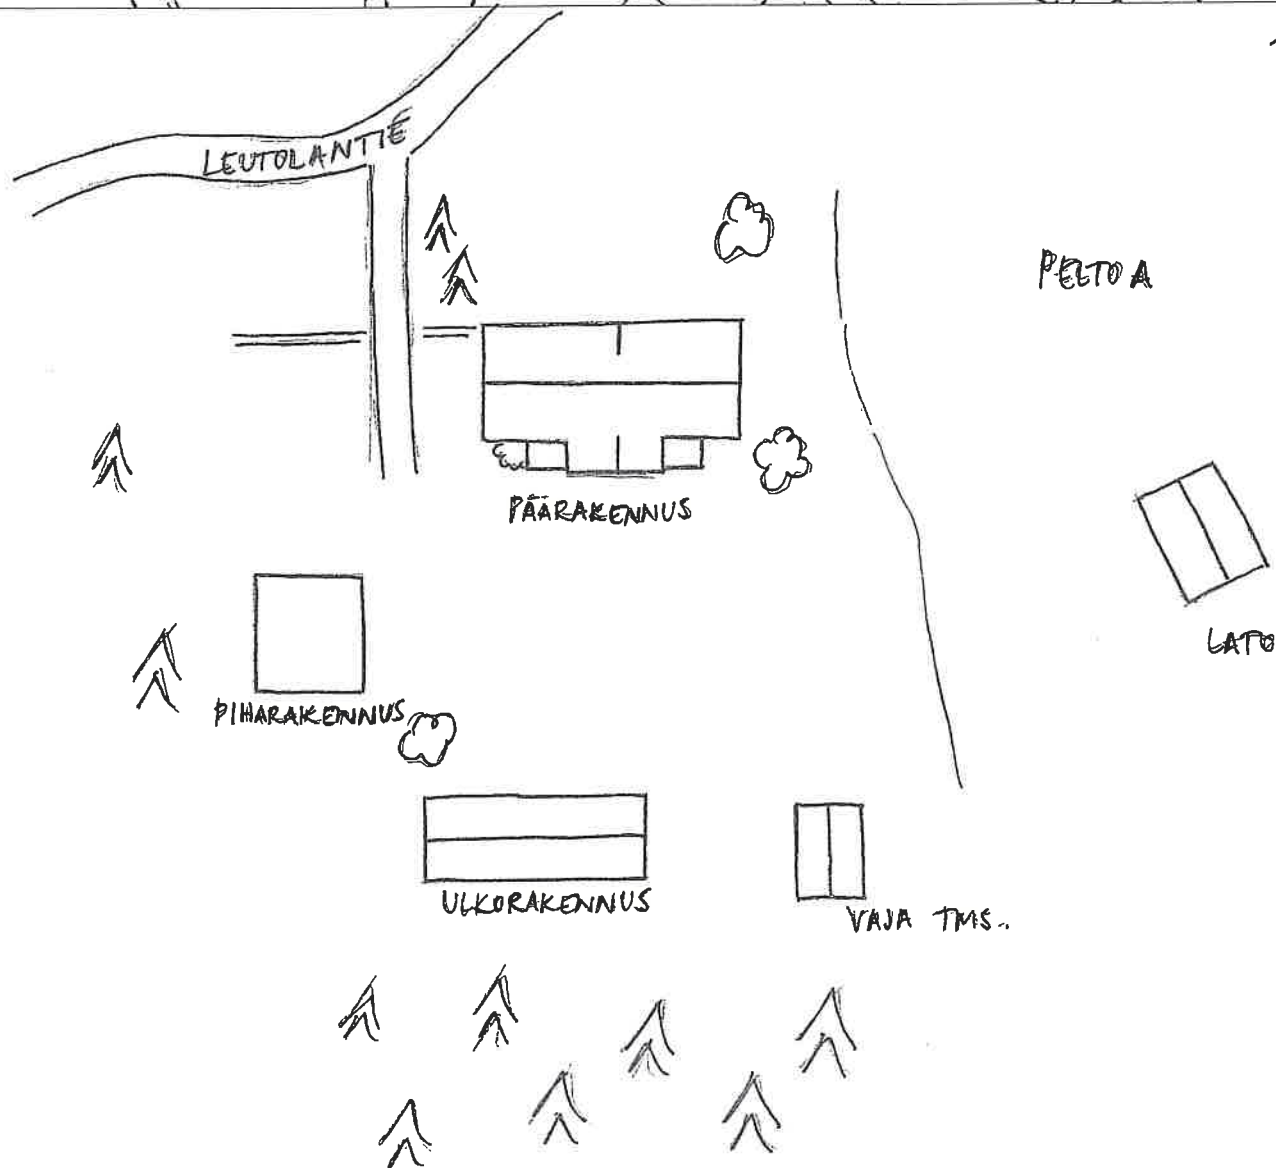 LEUTOLANTIE
PELTOA
PÄÄRAKENNUS
LATO
PIHARAKENNUS
ULKORAKENNUS
VAJA TMS..